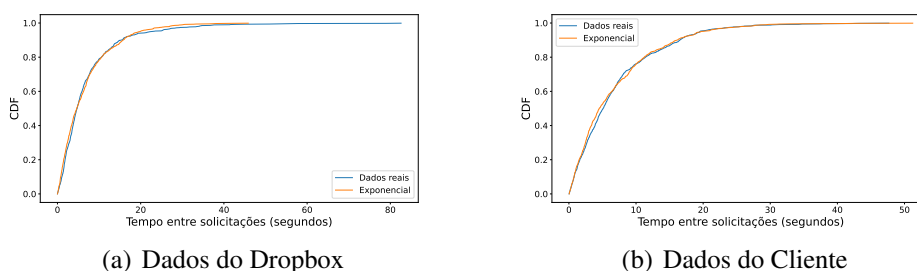 1.0
0.8
0.6
0.4
0.2
0.0
CDF
0 20 40 60 80
Tempo entre solicitações (segundos)
Dados reais
Exponencial
(a) Dados do Dropbox
1.0
0.8
0.6
0.4
0.2
0.0
CDF
0 10 20 30 40 50
Tempo entre solicitações (segundos)
Dados reais
Exponencial
(b) Dados do Cliente